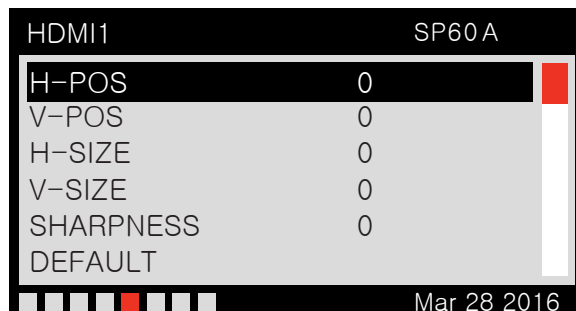 HDMI1 SP60A
H-POS 0
V-POS 0
H-SIZE 0
V-SIZE 0
SHARPNESS 0
DEFAULT
Mar 28 2016